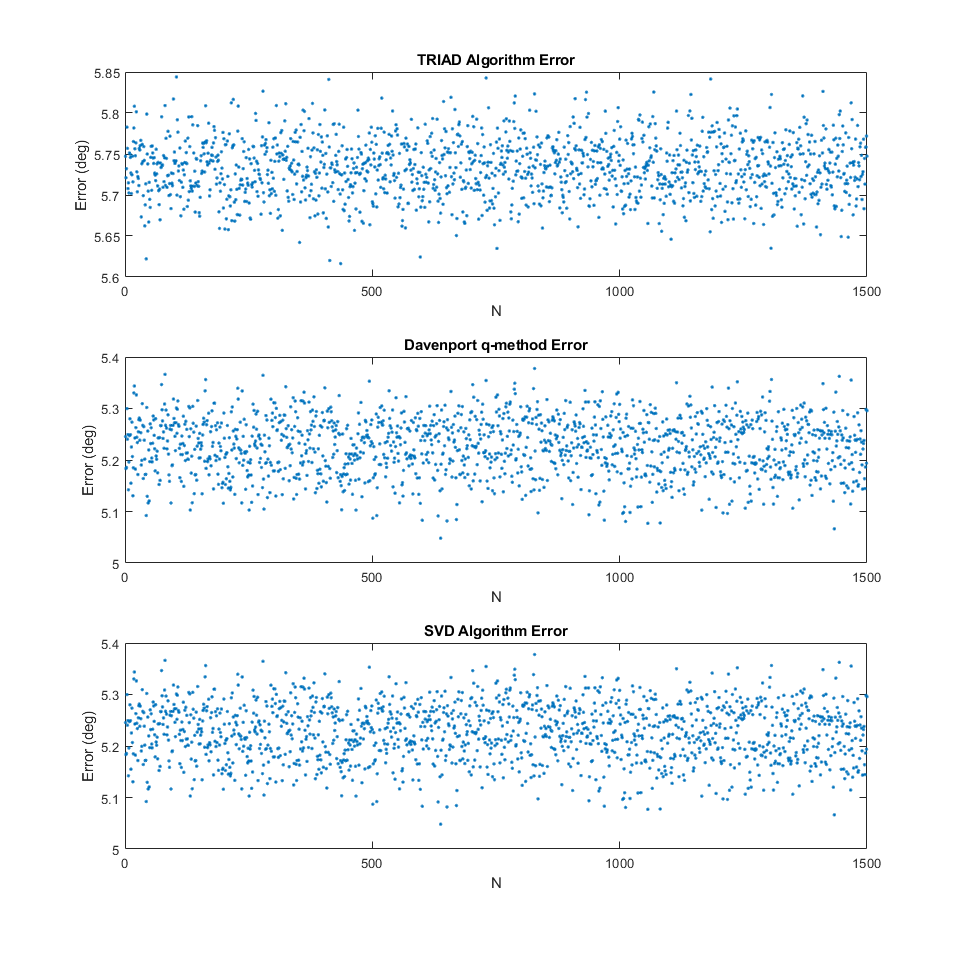 TRIAD Algorithm Error
5.85
5.8
5.75
5.7
5.65
5.6
Error (deg)
0 500 1000 1500
N
Davenport q-method Error
5.4
5.3
5.2
5.1
5
Error (deg)
0 500 1000 1500
N
SVD Algorithm Error
5.4
5.3
5.2
5.1
5
Error (deg)
0 500 1000 1500
N